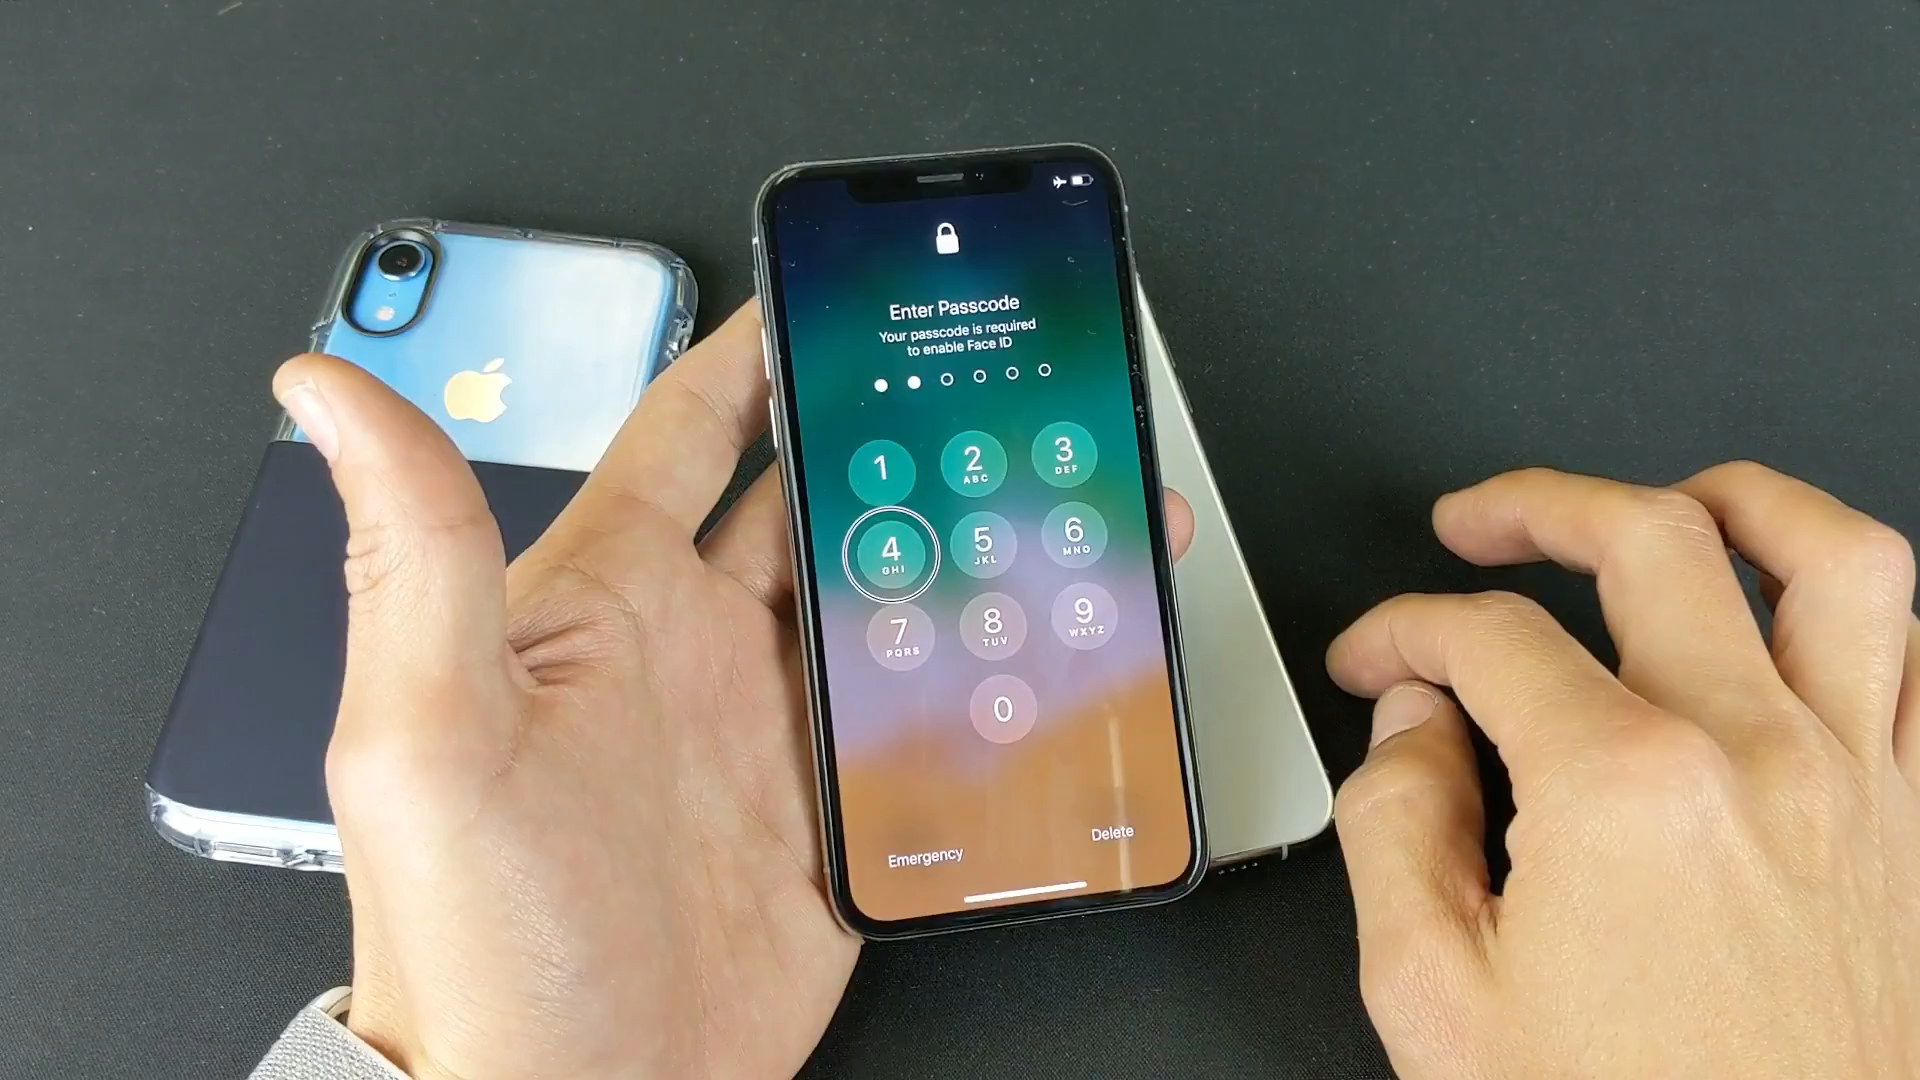 Enter Passcode
Your passcode is required
to enable Face ID
1
2
ABC
3
DEF
4
GHI
5
JKL
6
MNO
7
PQRS
8
TUV
9
WXYZ
0
Emergency
Delete